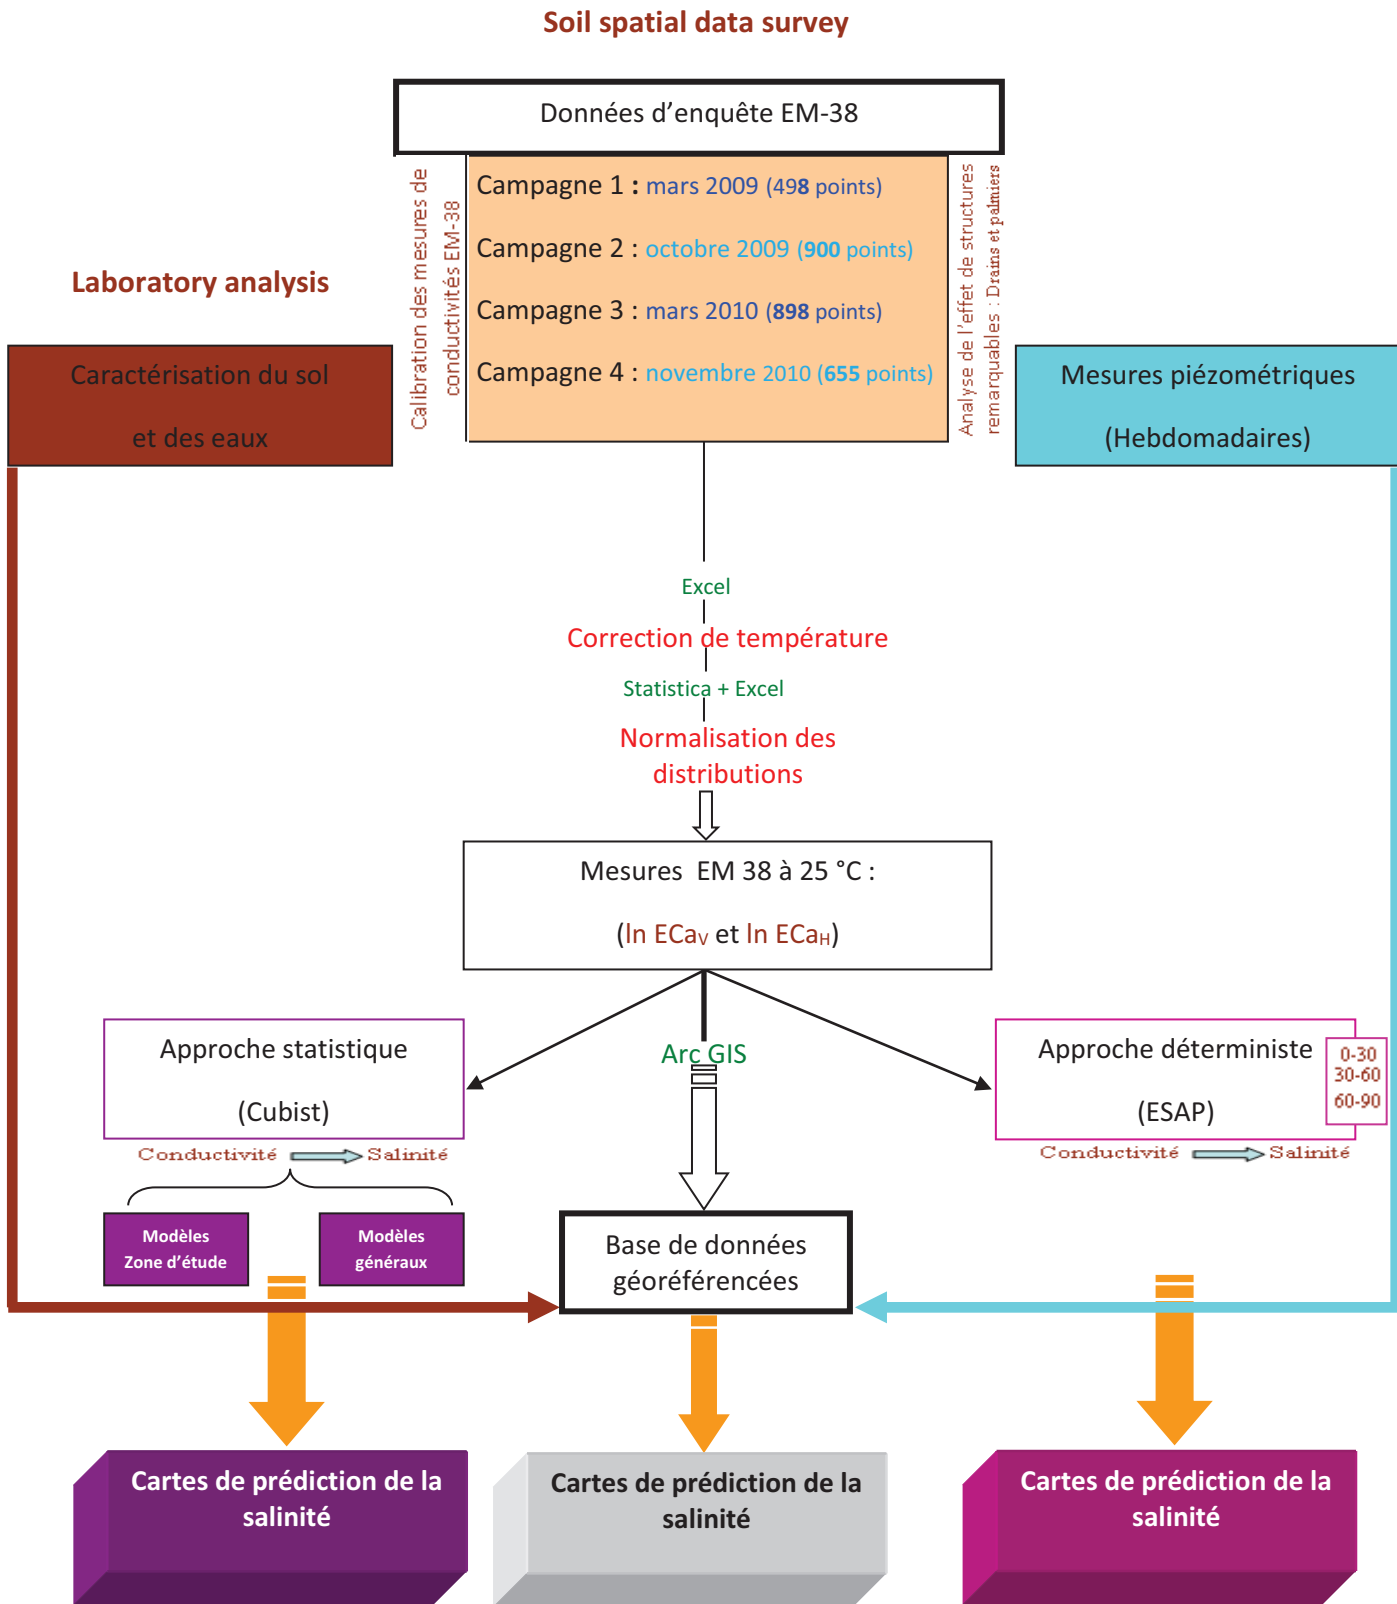 Soil spatial data survey
Données d’enquête EM-38
Calibration des mesures de
conductivités EM-38
Campagne 1 : mars 2009 (498 points)
Campagne 2 : octobre 2009 (900 points)
Campagne 3 : mars 2010 (898 points)
Campagne 4 : novembre 2010 (655 points)
Analyse de l’effet de structures
remarquables : Drains et palmiers
Laboratory analysis
Caractérisation du sol
et des eaux
Mesures piézométriques
(Hebdomadaires)
Excel
Correction de température
Statistica + Excel
Normalisation des
distributions
Mesures EM 38 à 25 °C :
(ln ECaV et ln ECaH)
Approche statistique
(Cubist)
Arc GIS
Approche déterministe
(ESAP)
0-30
30-60
60-90
Conductivité Salinité
Conductivité Salinité
Modèles
Zone d’étude
Modèles
généraux
Base de données
géoréférencées
Cartes de prédiction de la
salinité
Cartes de prédiction de la
salinité
Cartes de prédiction de la
salinité